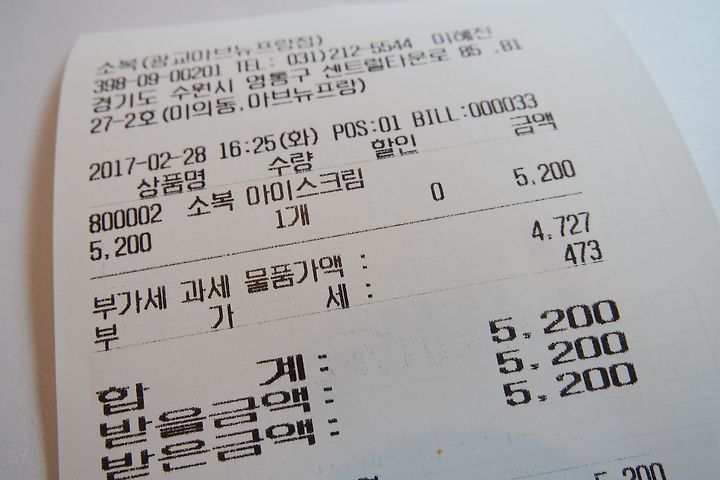 소복(광교아브뉴프랑점)
398-09-00201 TEL: 031)212-5544 이혜진
경기도 수원시 영통구 센트럴타운로 85 ,B1
27-2호(미의동,아브뉴프랑)
2017-02-28 16:25(화) POS:01 BILL:000033
상품명 수량 할인 금액
800002 소복 아미스크림
5,200 1개 0 5,200
부가세 과세 물품가액 : 4,727
부 가 세 : 473
합 계 : 5,200
받을금액: 5,200
받은금액: 5,200
5,200